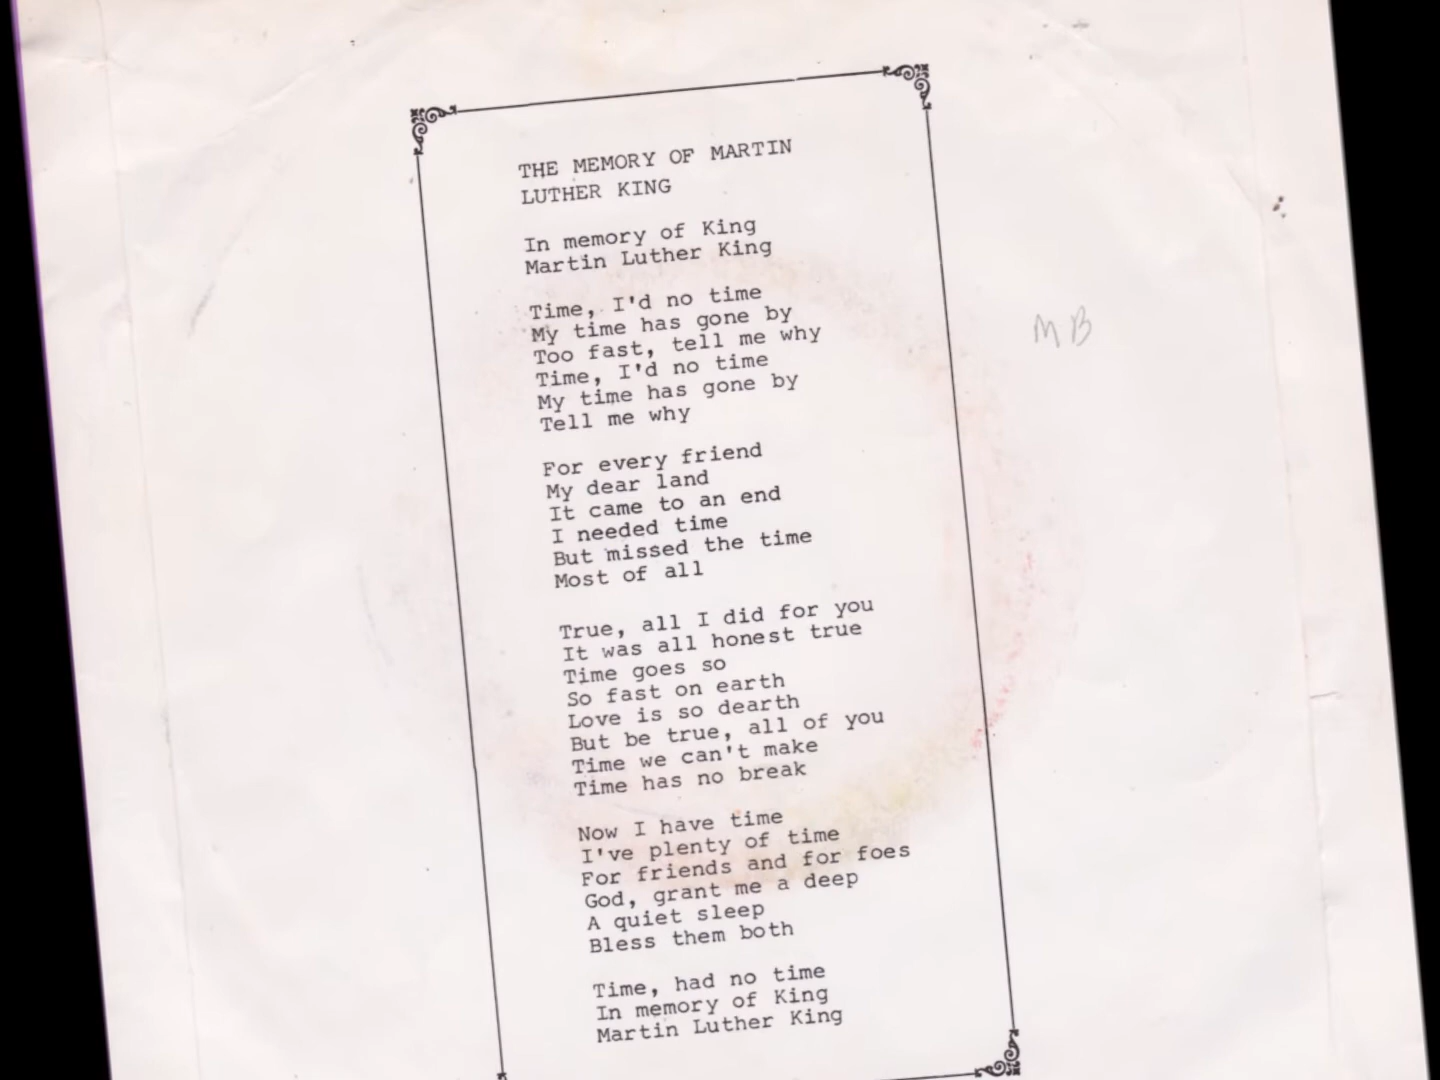 THE MEMORY OF MARTIN
LUTHER KING
In memory of King
Martin Luther King
Time, I'd no time
My time has gone by
Too fast, tell me why
Time, I'd no time
My time has gone by
Tell me why
For every friend
My dear land
It came to an end
I needed time
But missed the time
Most of all
True, all I did for you
It was all honest true
Time goes so
So fast on earth
Love is so dearth
But be true, all of you
Time we can't make
Time has no break
Now I have time
I've plenty of time
For friends and for foes
God, grant me a deep
A quiet sleep
Bless them both
Time, had no time
In memory of King
Martin Luther King
MB